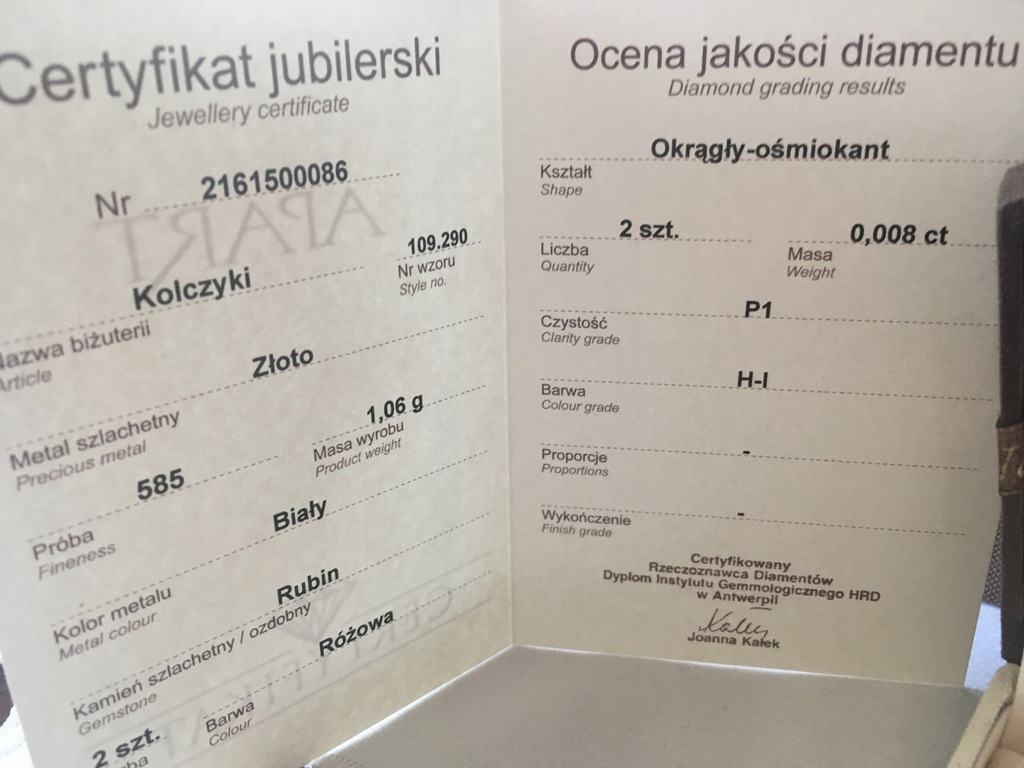 Certyfikat jubilerski
Jewellery certificate
Nr 2161500086
APART
Kolczyki 109.290
Nazwa biżuterii Nr wzoru
Article Style no.
Złoto
Metal szlachetny
Precious metal
585 1,06 g
Próba Masa wyrobu
Fineness Product weight
Biały
Kolor metalu
Metal colour
Rubin
Kamień szlachetny / ozdobny
Gemstone
2 szt. Różowa
Barwa
Colour
Ocena jakości diamentu
Diamond grading results
Okrągły-ośmiokant
Kształt
Shape
2 szt. 0,008 ct
Liczba Masa
Quantity Weight
P1
Czystość
Clarity grade
H-I
Barwa
Colour grade
-
Proporcje
Proportions
-
Wykończenie
Finish grade
Certyfikowany
Rzeczoznawca Diamentów
Dyplom Instytutu Gemmologicznego HRD
w Antwerpii
Joanna Kałek